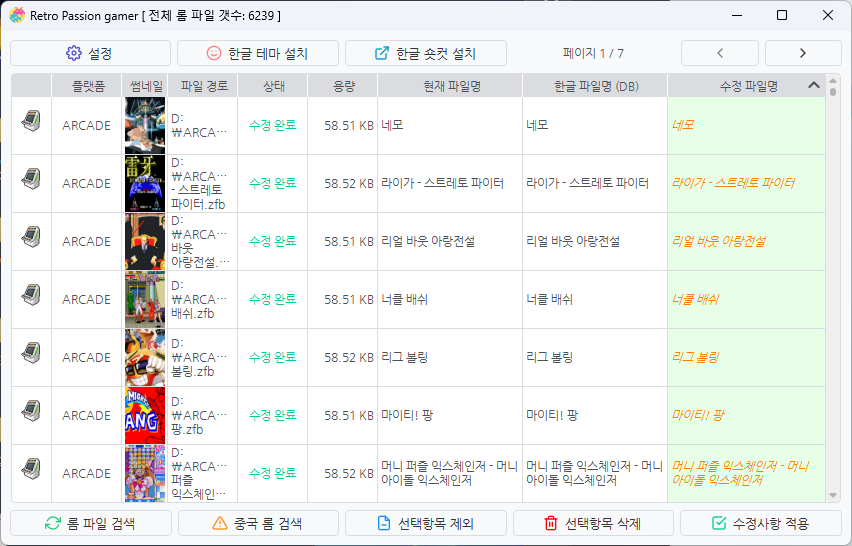 Retro Passion gamer [ 전체 롬 파일 갯수: 6239 ]
설정 한글 테마 설치 한글 숏컷 설치 페이지 1 / 7
플랫폼 썸네일 파일 경로 상태 용량 현재 파일명 한글 파일명 (DB) 수정 파일명
ARCADE D:\ARCA… 수정 완료 58.51 KB 네모 네모 네모
ARCADE D:\ARCA… - 스트레토 파이터.zfb 수정 완료 58.52 KB 라이가 - 스트레토 파이터 라이가 - 스트레토 파이터 라이가 - 스트레토 파이터
ARCADE D:\ARCA… 바웃 아랑전설.… 수정 완료 58.51 KB 리얼 바웃 아랑전설 리얼 바웃 아랑전설 리얼 바웃 아랑전설
ARCADE D:\ARCA… 배쉬.zfb 수정 완료 58.51 KB 너클 배쉬 너클 배쉬 너클 배쉬
ARCADE D:\ARCA… 볼링.zfb 수정 완료 58.52 KB 리그 볼링 리그 볼링 리그 볼링
ARCADE D:\ARCA… 팡.zfb 수정 완료 58.51 KB 마이티! 팡 마이티! 팡 마이티! 팡
ARCADE D:\ARCA… 퍼즐 익스체인… 수정 완료 58.52 KB 머니 퍼즐 익스체인저 - 머니 아이돌 익스체인저 머니 퍼즐 익스체인저 - 머니 아이돌 익스체인저 머니 퍼즐 익스체인저 - 머니 아이돌 익스체인저
롬 파일 검색 중국 롬 검색 선택항목 제외 선택항목 삭제 수정사항 적용